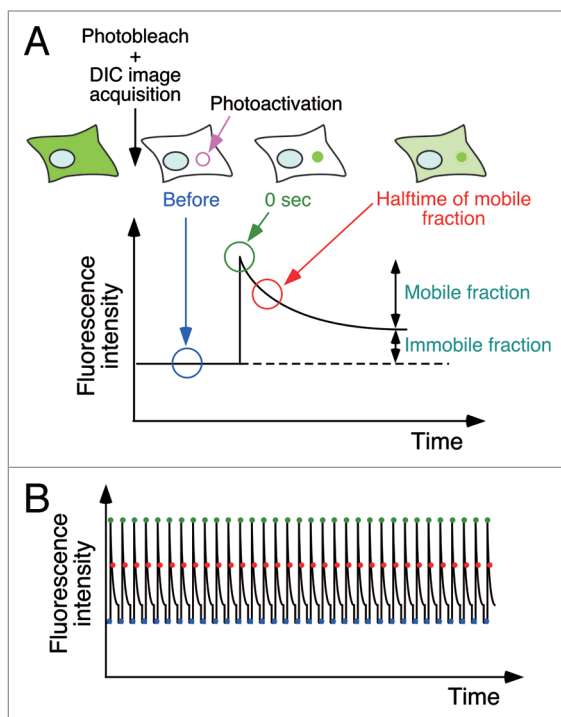 A
Photobleach
+
DIC image
acquisition
Photoactivation
Before
0 sec
Halftime of mobile
fraction
Fluorescence
intensity
Mobile fraction
Immobile fraction
Time
B
Fluorescence
intensity
Time